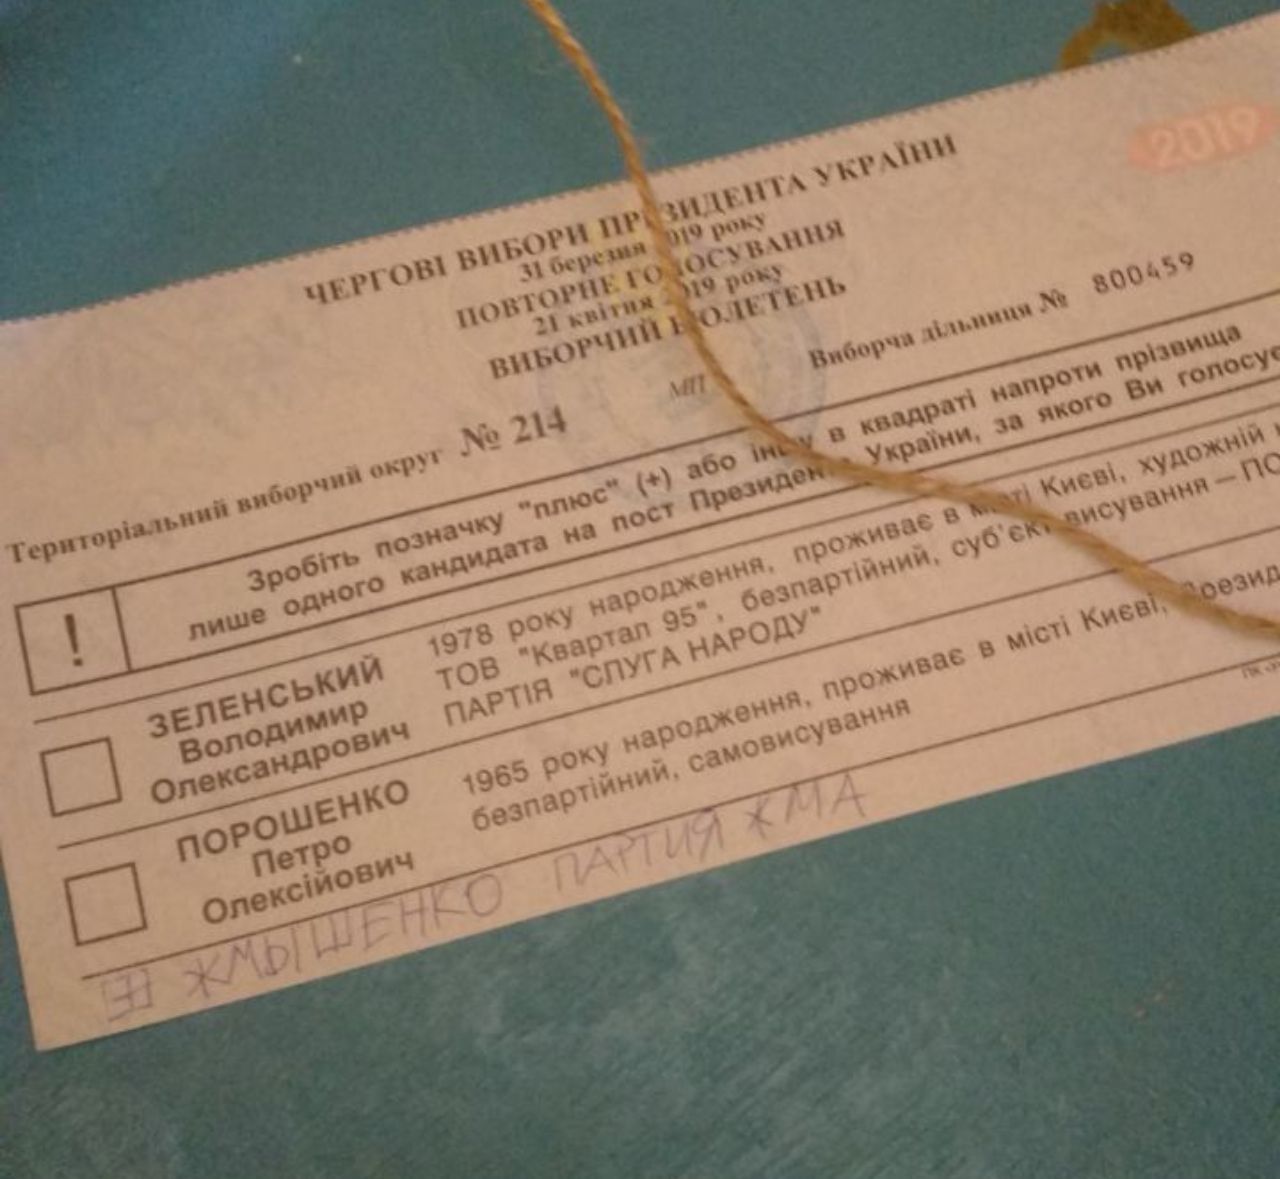 2019
ЧЕРГОВІ ВИБОРИ ПРЕЗИДЕНТА УКРАЇНИ
31 березня 2019 року
ПОВТОРНЕ ГОЛОСУВАННЯ
21 квітня 2019 року
ВИБОРЧИЙ БЮЛЕТЕНЬ
МП
Територіальний виборчий округ № 214
Виборча дільниця № 800459
!
Зробіть позначку "плюс" (+) або іншу в квадраті напроти прізвища
лише одного кандидата на пост Президента України, за якого Ви голосує
ЗЕЛЕНСЬКИЙ
Володимир
Олександрович
1978 року народження, проживає в місті Києві, художній
ТОВ "Квартал 95", безпартійний, суб'єкт висування – ПО
ПАРТІЯ "СЛУГА НАРОДУ"
ПОРОШЕНКО
Петро
Олексійович
1965 року народження, проживає в місті Києві, Презид
безпартійний, самовисування
ЖМЫШЕНКО ПАРТИЯ ЖМА